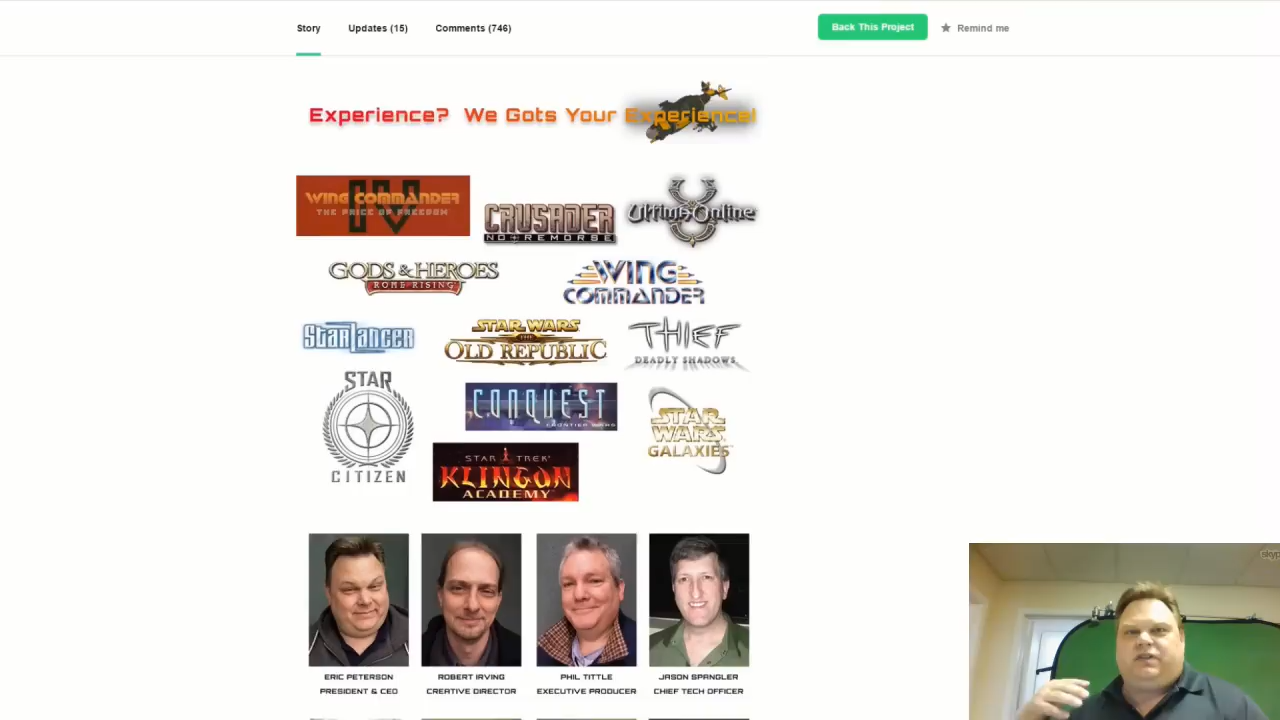 Story
Updates (15)
Comments (746)
Back This Project
Remind me
Experience? We Gots Your Experience!
WING COMMANDER
IV
THE PRICE OF FREEDOM
CRUSADER
NO REMORSE
Ultima Online
GODS & HEROES
ROME RISING
WING
COMMANDER
STARLANCER
STAR WARS
THE
OLD REPUBLIC
THIEF
DEADLY SHADOWS
STAR
CITIZEN
CONQUEST
FRONTIER WARS
STAR WARS
GALAXIES
STAR TREK
KLINGON
ACADEMY
ERIC PETERSON
PRESIDENT & CEO
ROBERT IRVING
CREATIVE DIRECTOR
PHIL TITTLE
EXECUTIVE PRODUCER
JASON SPANGLER
CHIEF TECH OFFICER